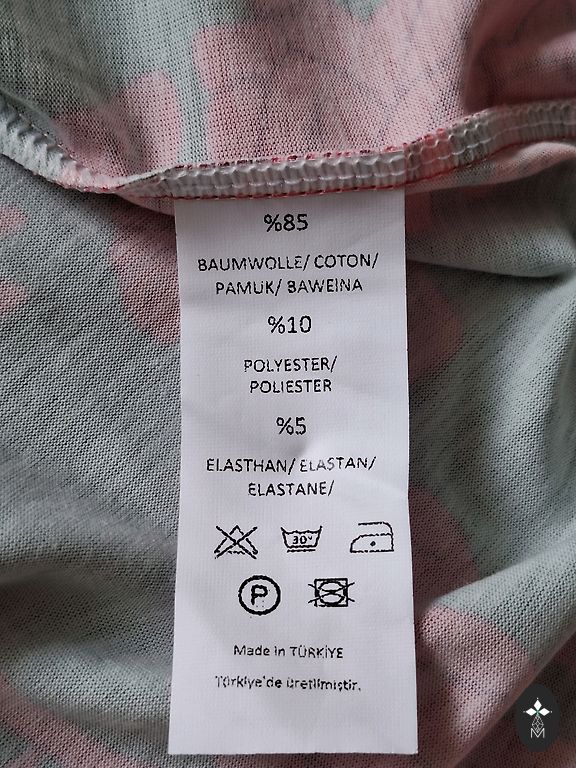 %85
BAUMWOLLE/ COTON/
PAMUK/ BAWEINA
%10
POLYESTER/
POLIESTER
%5
ELASTHAN/ ELASTAN/
ELASTANE/
30°
P
Made in TÜRKİYE
Türkiye'de üretilmiştir.
M